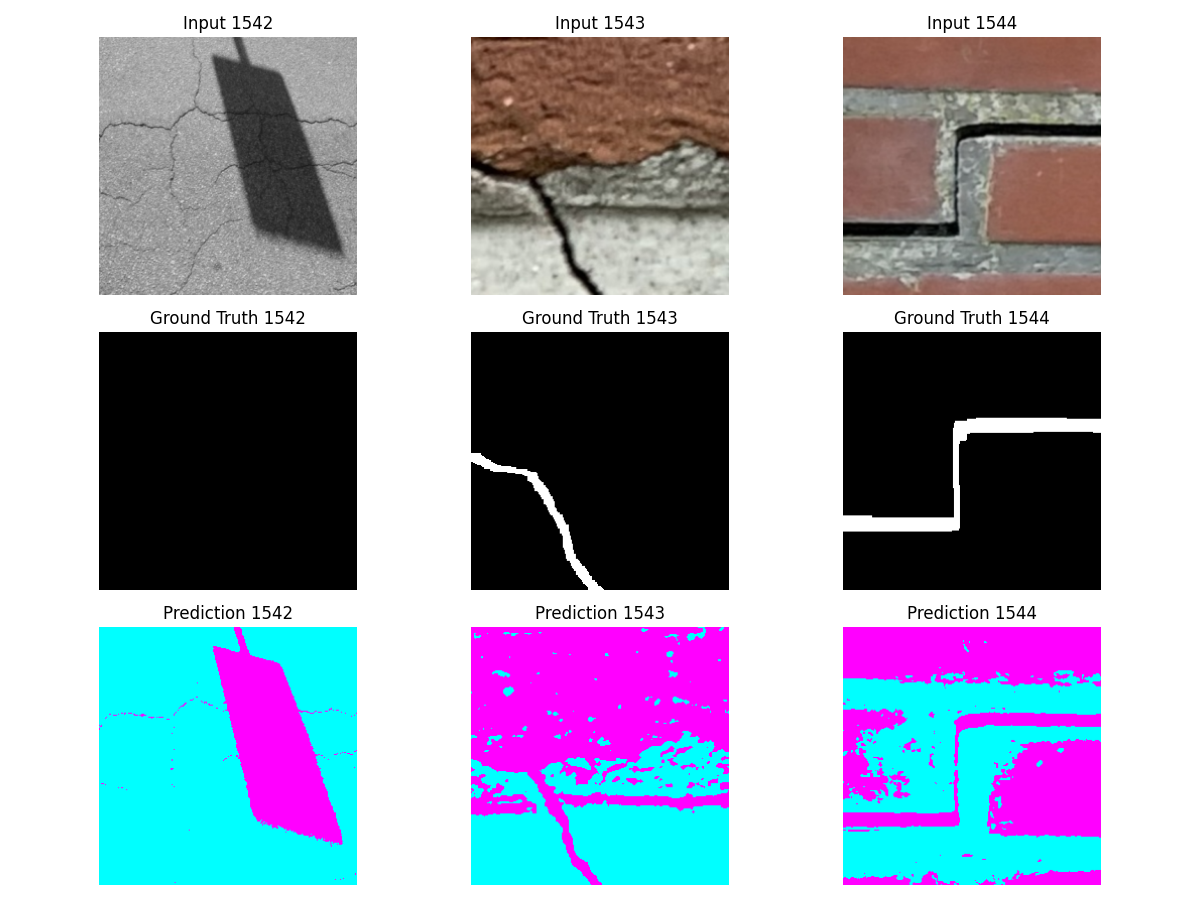 Input 1542
Input 1543
Input 1544
Ground Truth 1542
Ground Truth 1543
Ground Truth 1544
Prediction 1542
Prediction 1543
Prediction 1544